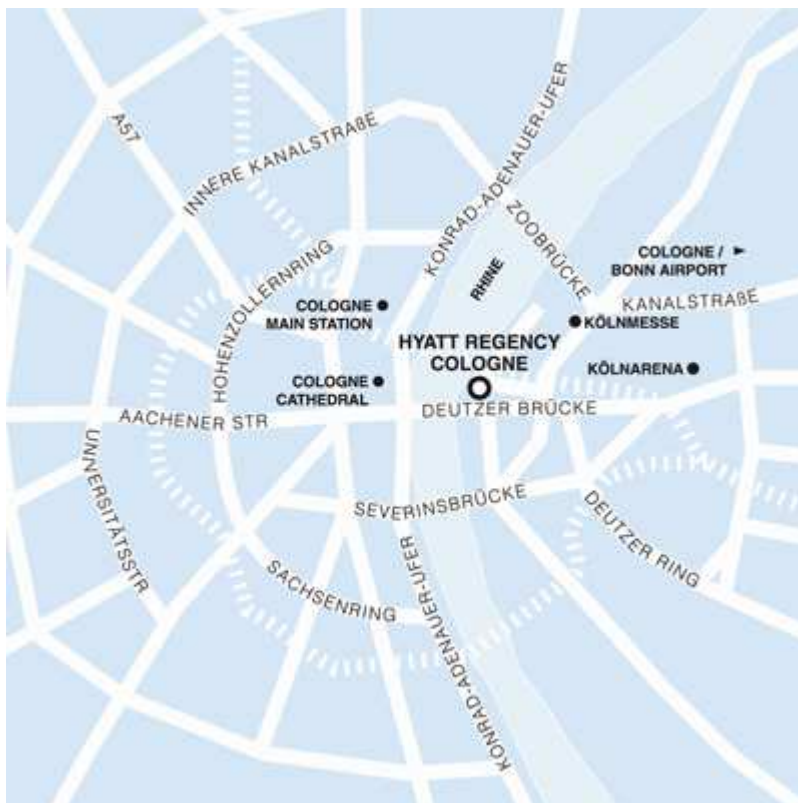 A57
INNERE KANALSTRAßE
KONRAD-ADENAUER-UFER
ZOOBRÜCKE
RHINE
COLOGNE /
BONN AIRPORT
KANALSTRAßE
HOHENZOLLERNRING
COLOGNE
MAIN STATION
KÖLNMESSE
HYATT REGENCY
COLOGNE
KÖLNARENA
COLOGNE
CATHEDRAL
AACHENER STR
DEUTZER BRÜCKE
UNNERSITÄTSSTR
SEVERINSBRÜCKE
DEUTZER RING
SACHSENRING
KONRAD-ADENAUER-UFER